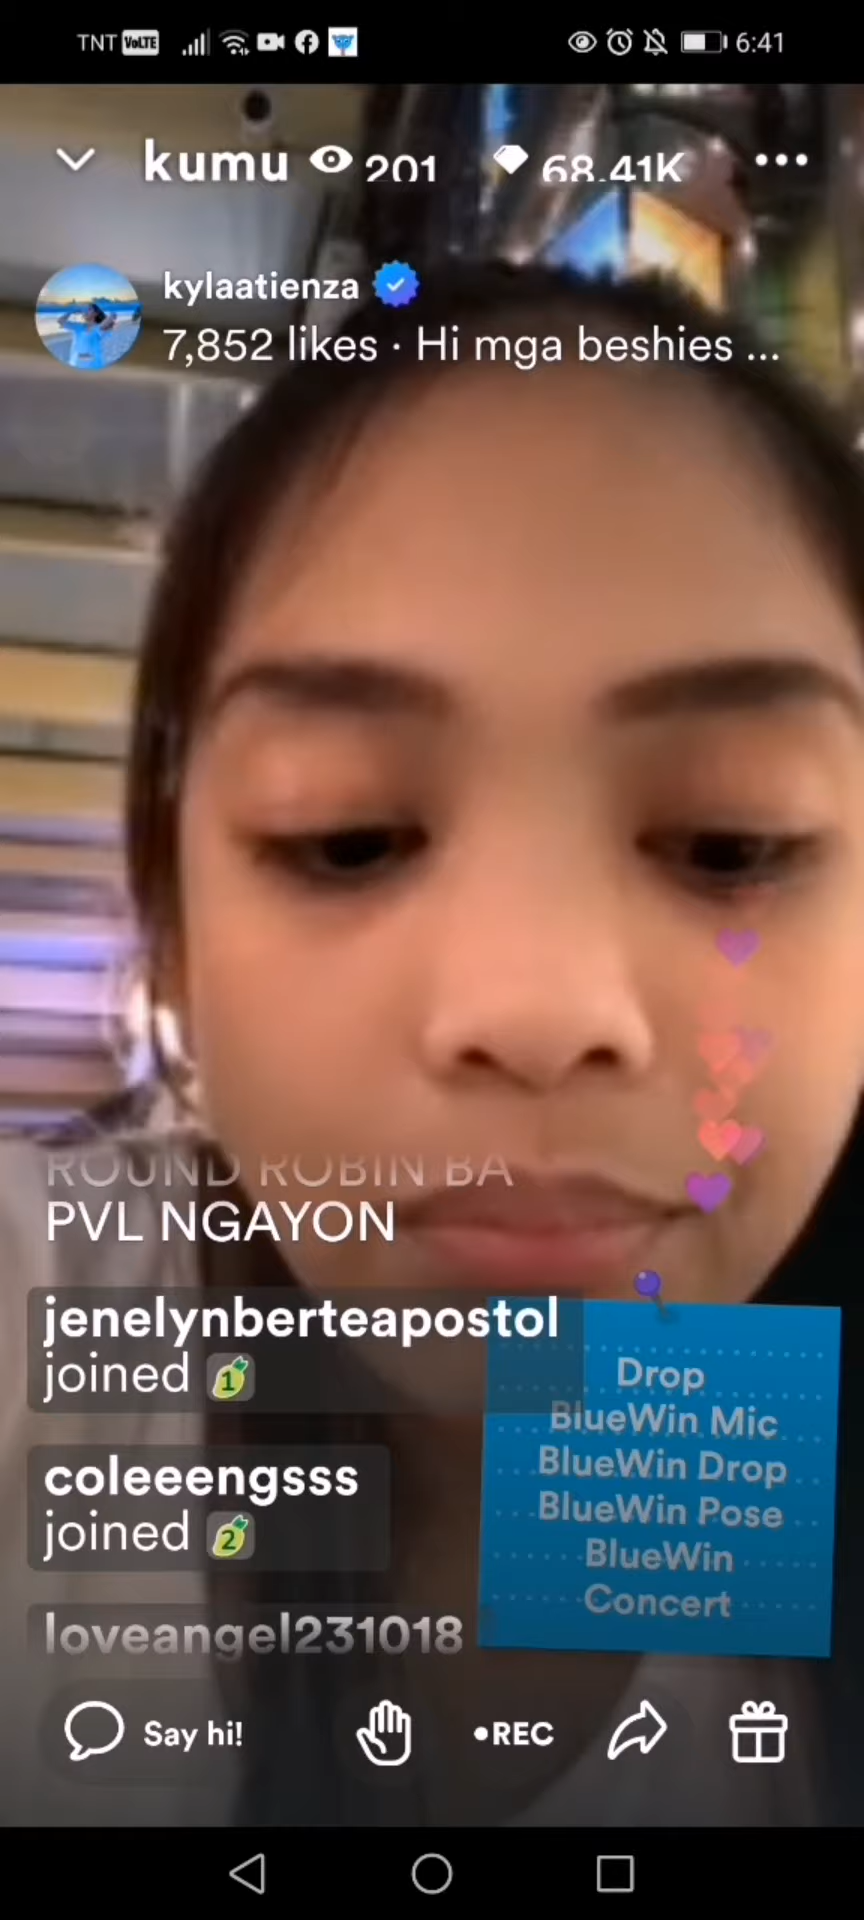 TNT VoLTE 6:41
kumu 201 68.41K
kylaatienza
7,852 likes · Hi mga beshies ...
ROUND ROBIN BA
PVL NGAYON
jenelynberteapostol
joined 1
coleeengsss
joined 2
loveangel231018
Drop
BlueWin Mic
BlueWin Drop
BlueWin Pose
BlueWin
Concert
Say hi! •REC